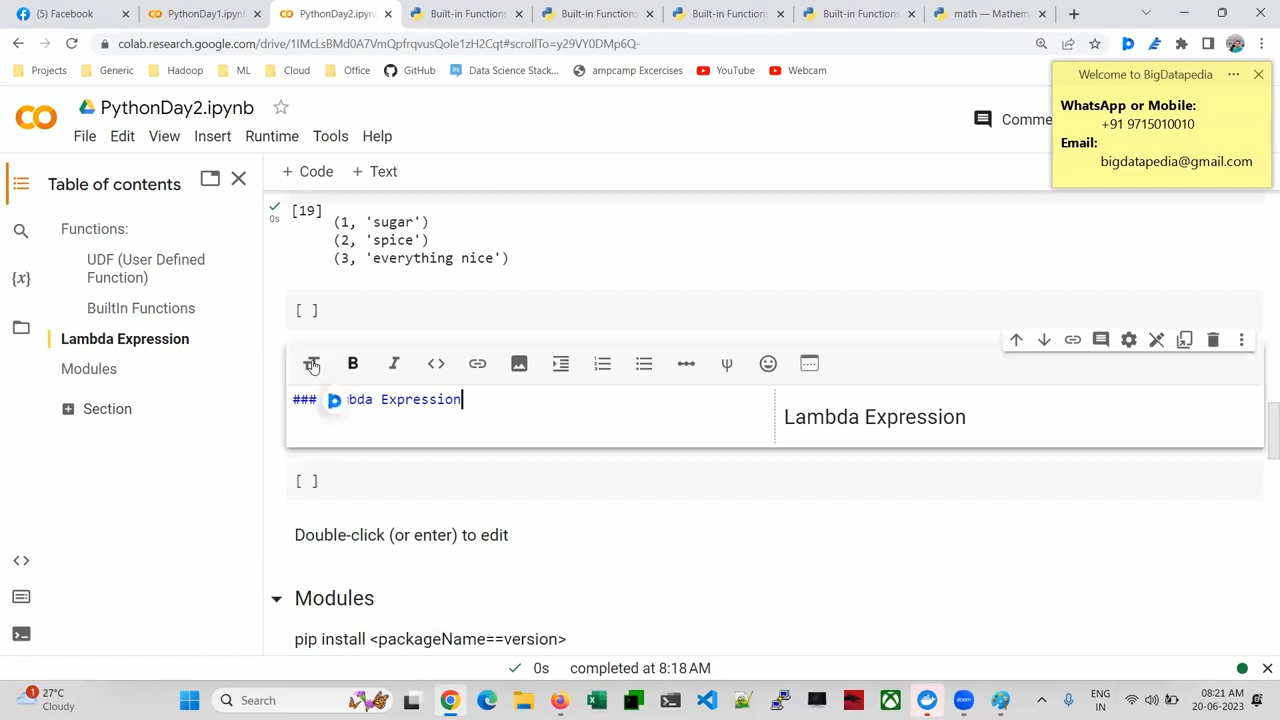 (1) Facebook
PythonDay1.ipynb
PythonDay2.ipynb
Built-in Functions
Built-in Functions
Built-in Functions
Built-in Functions
math — Mathem
colab.research.google.com/drive/1IMcLsBMd0A7VmQpfrqvusQoLs1zH2Cqt#scrollTo=y29VY0DMp6Q-
Projects
Generic
Hadoop
ML
Cloud
Office
GitHub
Data Science Stack...
ampcamp Excercises
YouTube
Webcam
Welcome to BigDatapedia
WhatsApp or Mobile:
+91 9715010010
Email:
bigdatapedia@gmail.com
PythonDay2.ipynb
File Edit View Insert Runtime Tools Help
Comme
Table of contents
+ Code + Text
Functions:
UDF (User Defined
Function)
BuiltIn Functions
Lambda Expression
Modules
Section
[19]
0s
(1, 'sugar')
(2, 'spice')
(3, 'everything nice')
[ ]
### bda Expression
Lambda Expression
[ ]
Double-click (or enter) to edit
Modules
pip install <packageName==version>
0s completed at 8:18 AM
1
27°C
Cloudy
Search
ENG
IN
08:21 AM
20-06-2023